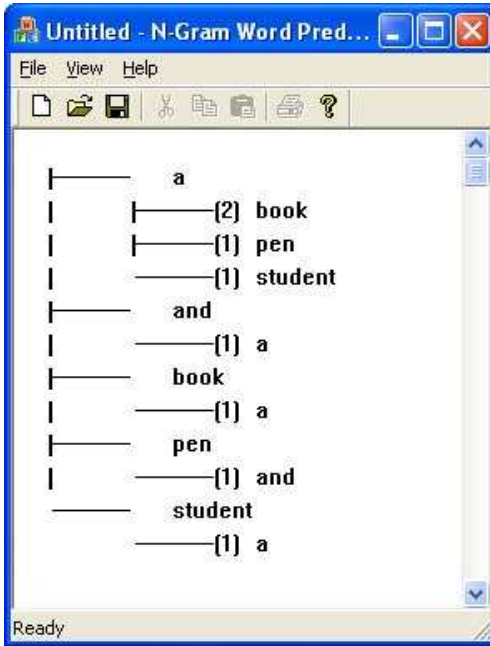 Untitled - N-Gram Word Pred...
File View Help
a
(2) book
(1) pen
(1) student
and
(1) a
book
(1) a
pen
(1) and
student
(1) a
Ready